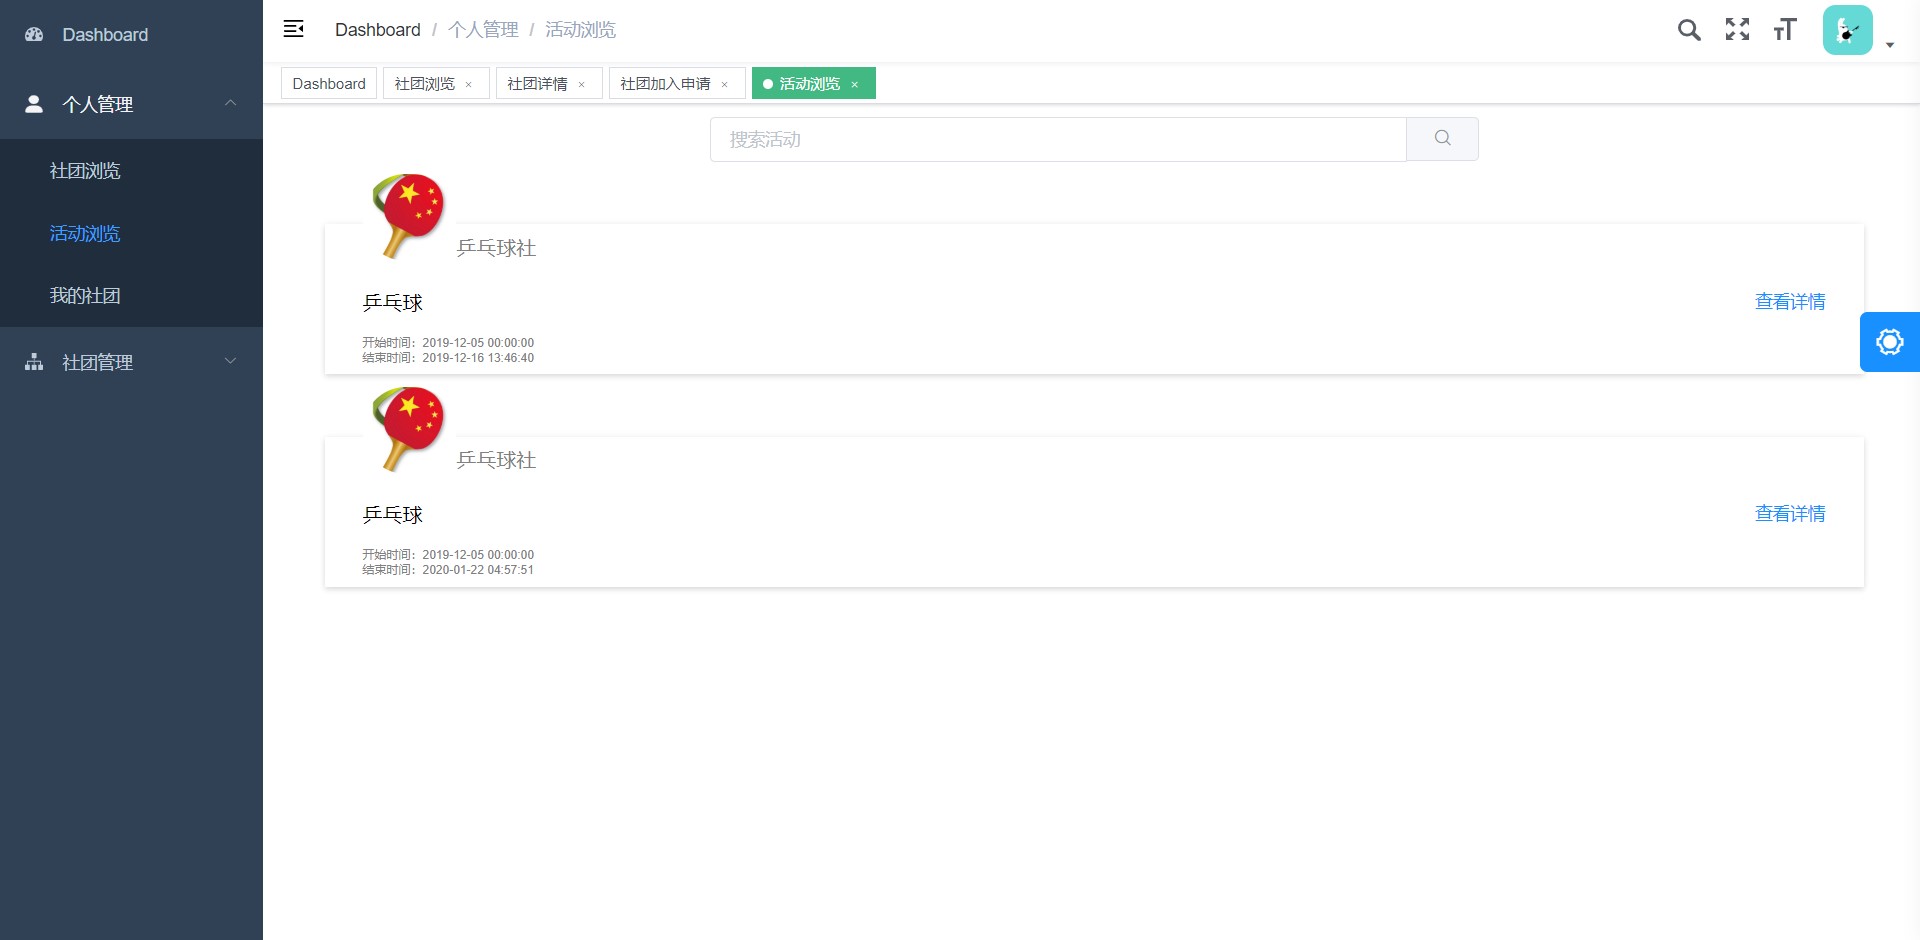 Dashboard
个人管理
社团浏览
活动浏览
我的社团
社团管理
Dashboard / 个人管理 / 活动浏览
Dashboard 社团浏览 × 社团详情 × 社团加入申请 × 活动浏览 ×
搜索活动
乒乓球社
乒乓球
查看详情
开始时间：2019-12-05 00:00:00
结束时间：2019-12-16 13:46:40
乒乓球社
乒乓球
查看详情
开始时间：2019-12-05 00:00:00
结束时间：2020-01-22 04:57:51